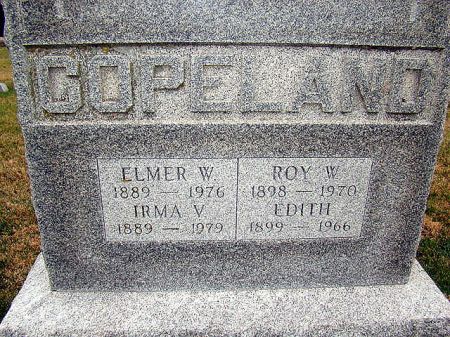 COPELAND
ELMER W.
1889 — 1976
IRMA V.
1889 — 1979
ROY W.
1898 — 1970
EDITH
1899 — 1966